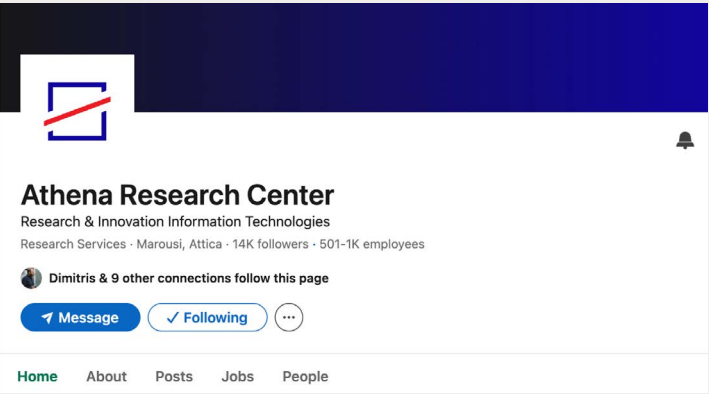 Athena Research Center
Research & Innovation Information Technologies
Research Services · Marousi, Attica · 14K followers · 501-1K employees
Dimitris & 9 other connections follow this page
Message Following
Home About Posts Jobs People